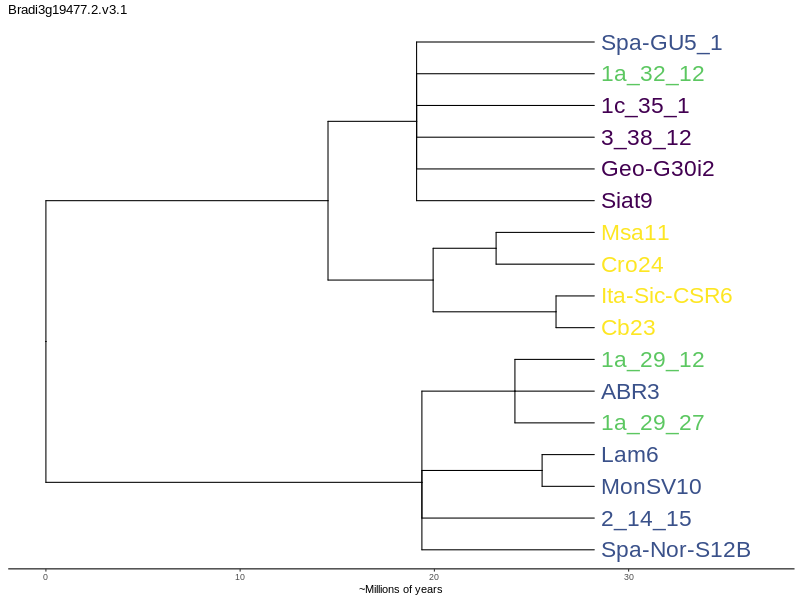 Bradi3g19477.2.v3.1
Spa-GU5_1
1a_32_12
1c_35_1
3_38_12
Geo-G30i2
Siat9
Msa11
Cro24
Ita-Sic-CSR6
Cb23
1a_29_12
ABR3
1a_29_27
Lam6
MonSV10
2_14_15
Spa-Nor-S12B
0 10 20 30
~Millions of years